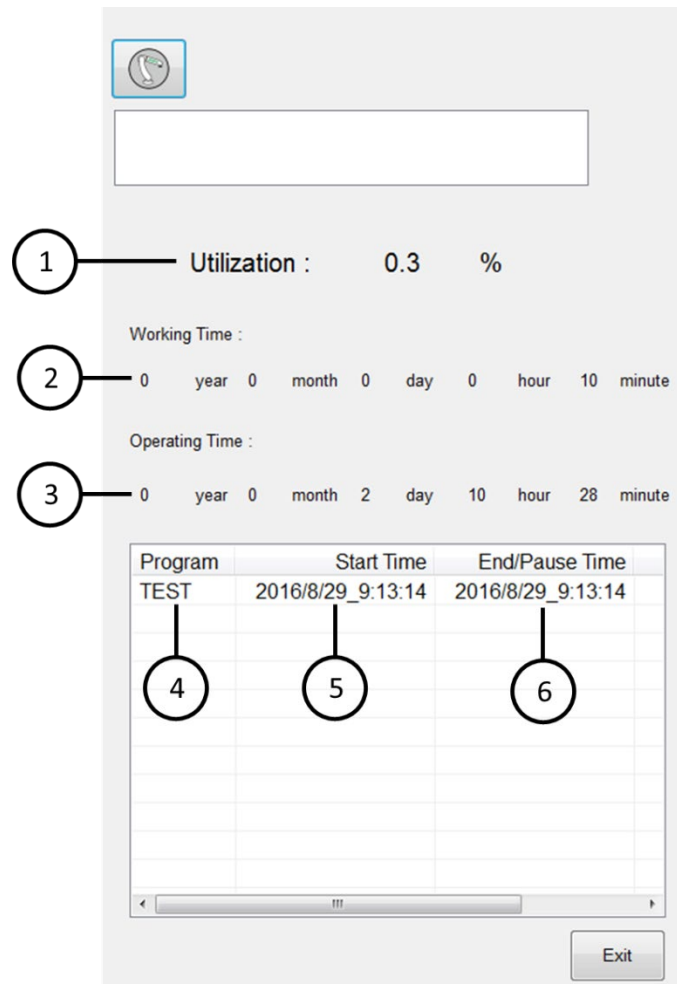 1 Utilization : 0.3 %
Working Time :
2 0 year 0 month 0 day 0 hour 10 minute
Operating Time :
3 0 year 0 month 2 day 10 hour 28 minute
Program Start Time End/Pause Time
TEST 2016/8/29_9:13:14 2016/8/29_9:13:14
4 5 6
Exit